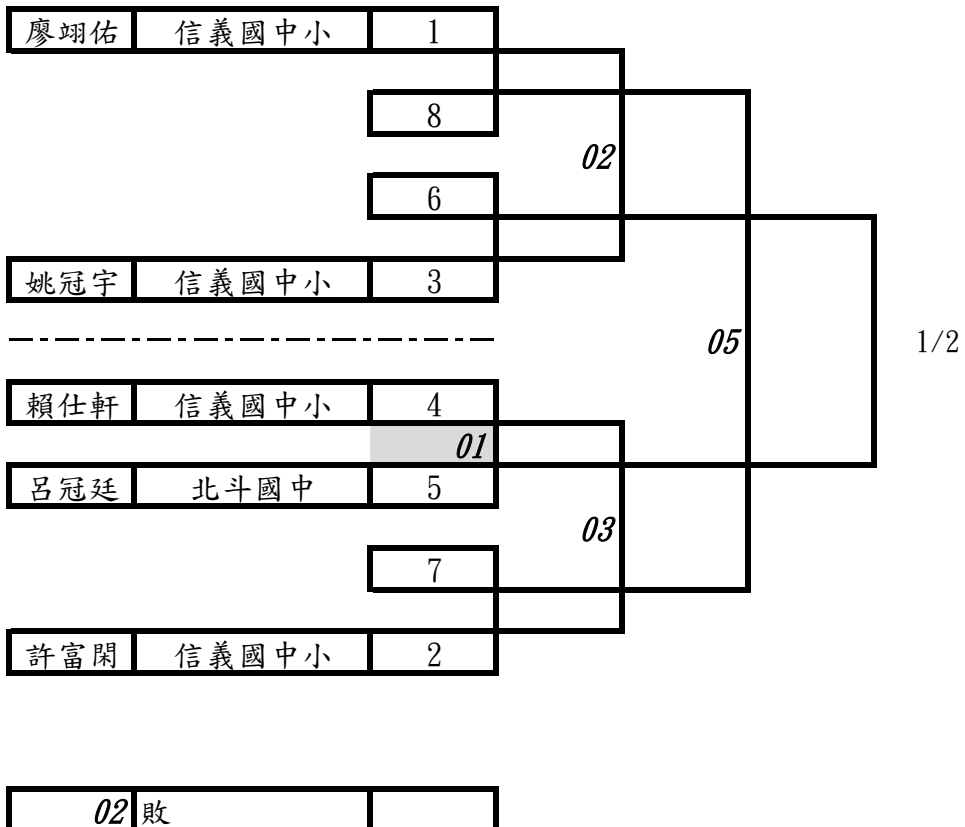 廖翊佑 信義國中小 1
8
02
6
姚冠宇 信義國中小 3
05 1/2
賴仕軒 信義國中小 4
01
呂冠廷 北斗國中 5
03
7
許富閑 信義國中小 2
02 敗